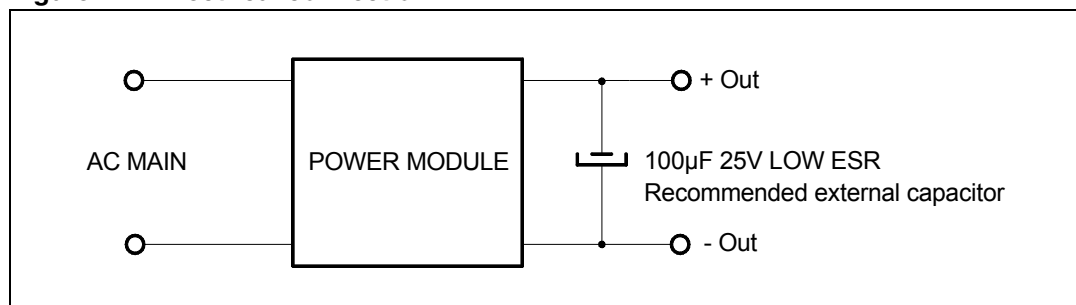 + Out
AC MAIN
POWER MODULE
100µF 25V LOW ESR
Recommended external capacitor
- Out